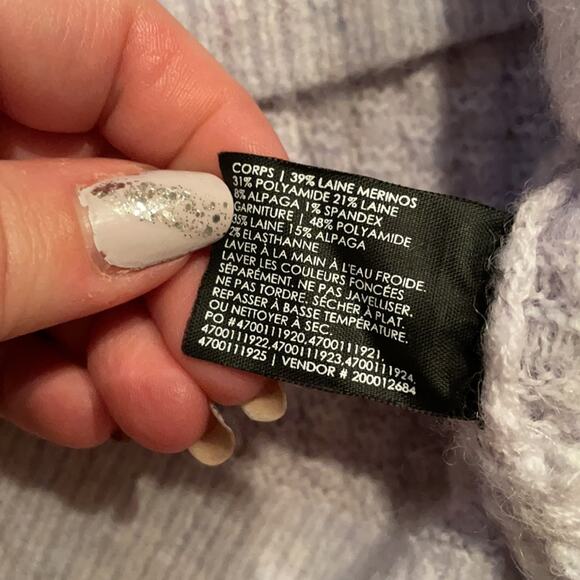 CORPS | 39% LAINE MERINOS
31% POLYAMIDE 21% LAINE
8% ALPAGA 1% SPANDEX
GARNITURE | 48% POLYAMIDE
35% LAINE 15% ALPAGA
2% ELASTHANNE
LAVER À LA MAIN À L'EAU FROIDE.
LAVER LES COULEURS FONCÉES
SÉPARÉMENT. NE PAS JAVELLISER.
NE PAS TORDRE. SÉCHER À PLAT.
REPASSER À BASSE TEMPÉRATURE.
OU NETTOYER À SEC.
PO #4700111920,4700111921,
4700111922,4700111923,4700111924,
4700111925 | VENDOR # 200012684